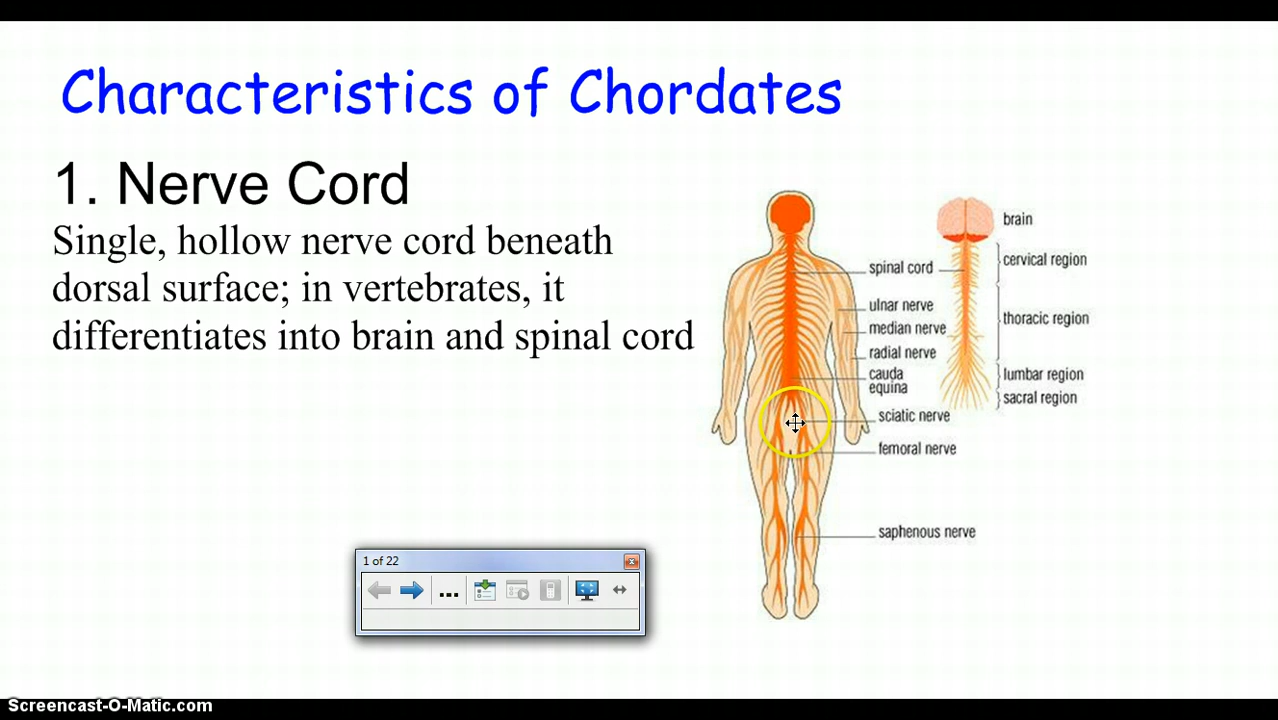 Characteristics of Chordates
1. Nerve Cord
Single, hollow nerve cord beneath
dorsal surface; in vertebrates, it
differentiates into brain and spinal cord
brain
cervical region
spinal cord
ulnar nerve
thoracic region
median nerve
radial nerve
cauda
equina
lumbar region
sacral region
sciatic nerve
femoral nerve
saphenous nerve
1 of 22
...
Screencast-O-Matic.com